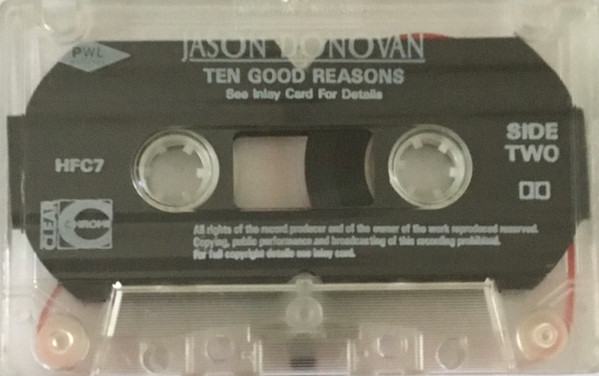 PWL
JASON DONOVAN
TEN GOOD REASONS
See Inlay Card For Details
SIDE
TWO
HFC7
CLEAR
CHROME
All rights of the record producer and of the owner of the work reproduced reserved.
Copying, public performance and broadcasting of this recording prohibited.
For full copyright details see inlay card.